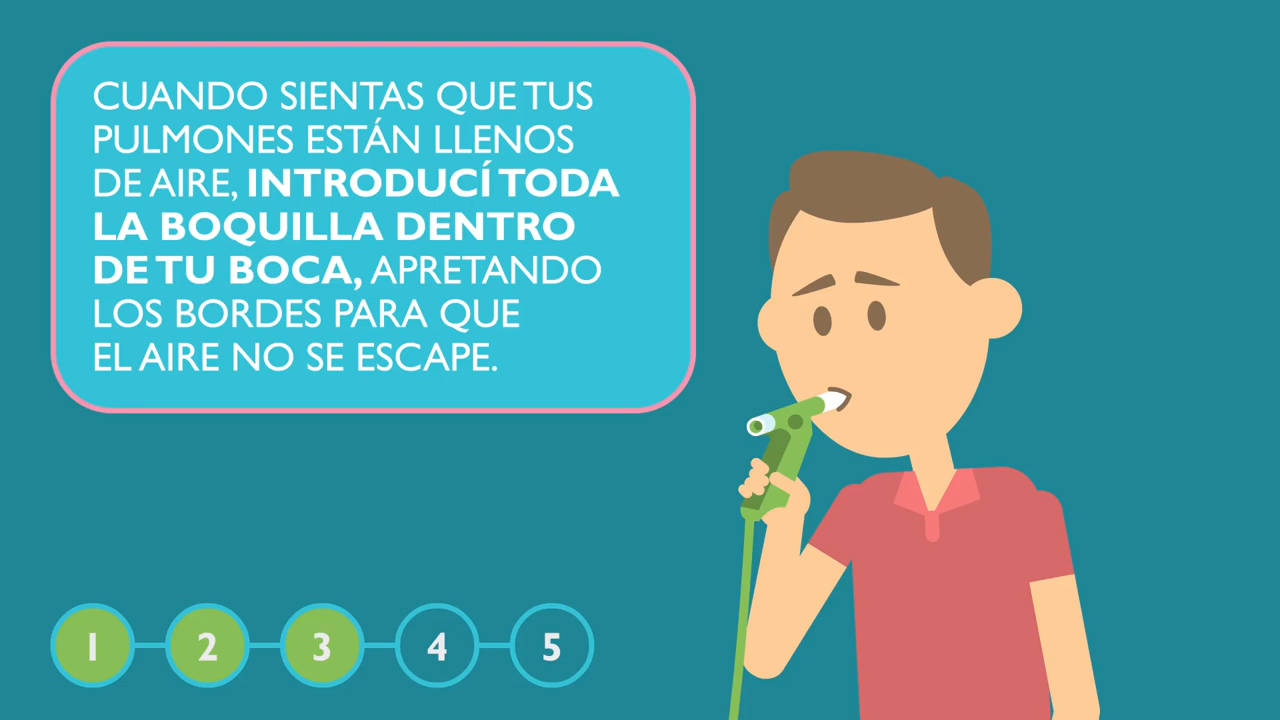 CUANDO SIENTAS QUE TUS
PULMONES ESTÁN LLENOS
DE AIRE, INTRODUCÍ TODA
LA BOQUILLA DENTRO
DE TU BOCA, APRETANDO
LOS BORDES PARA QUE
EL AIRE NO SE ESCAPE.
1 2 3 4 5